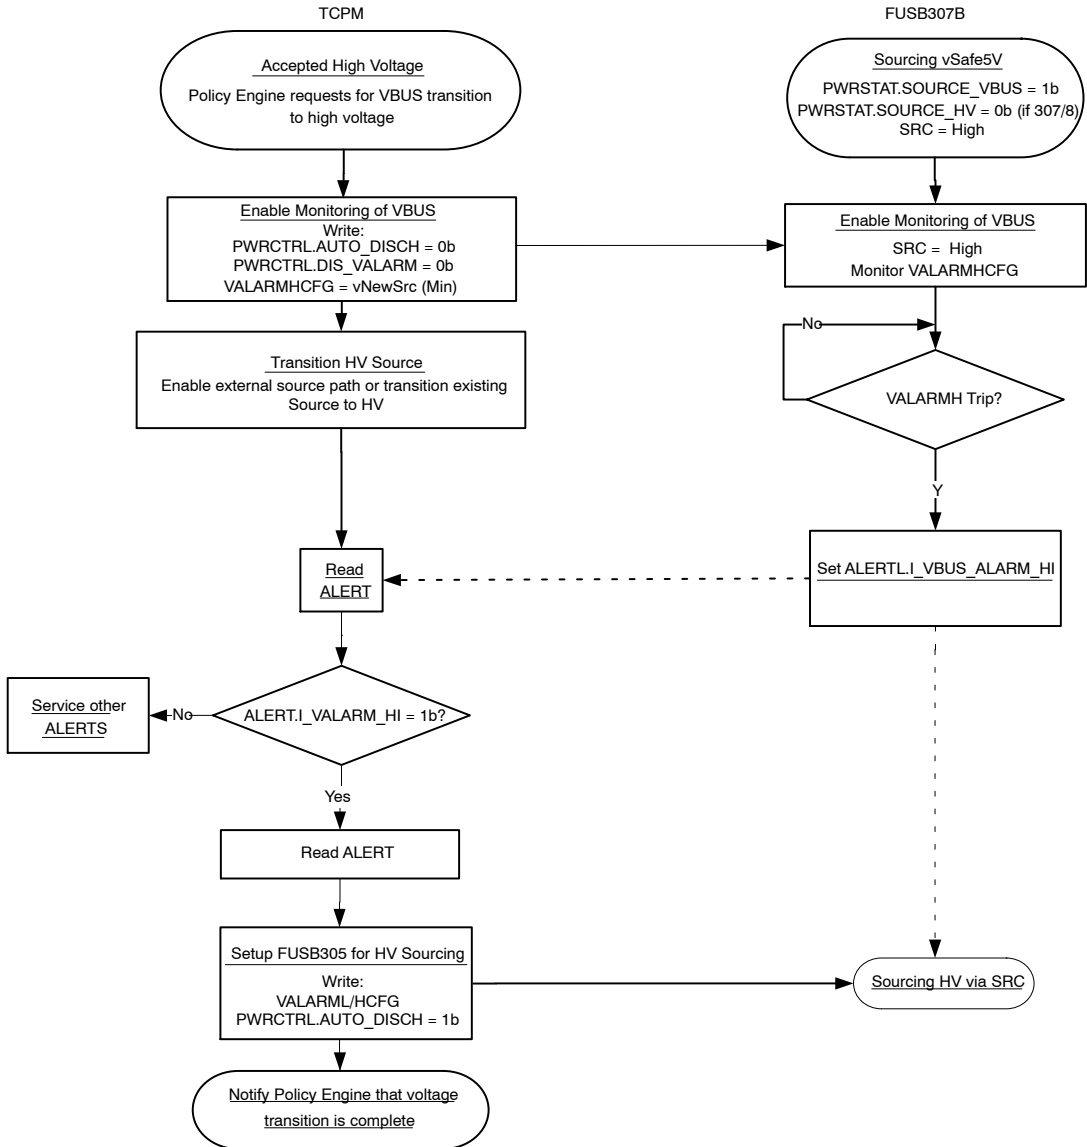 TCPM
FUSB307B
Accepted High Voltage
Policy Engine requests for VBUS transition
to high voltage
Sourcing vSafe5V
PWRSTAT.SOURCE_VBUS = 1b
PWRSTAT.SOURCE_HV = 0b (if 307/8)
SRC = High
Enable Monitoring of VBUS
Write:
PWRCTRL.AUTO_DISCH = 0b
PWRCTRL.DIS_VALARM = 0b
VALARMHCFG = vNewSrc (Min)
Enable Monitoring of VBUS
SRC = High
Monitor VALARMHCFG
No
Transition HV Source
Enable external source path or transition existing
Source to HV
VALARMH Trip?
Y
Read
ALERT
Set ALERTL.I_VBUS_ALARM_HI
Service other
ALERTS
No
ALERT.I_VALARM_HI = 1b?
Yes
Read ALERT
Setup FUSB305 for HV Sourcing
Write:
VALARML/HCFG
PWRCTRL.AUTO_DISCH = 1b
Sourcing HV via SRC
Notify Policy Engine that voltage
transition is complete